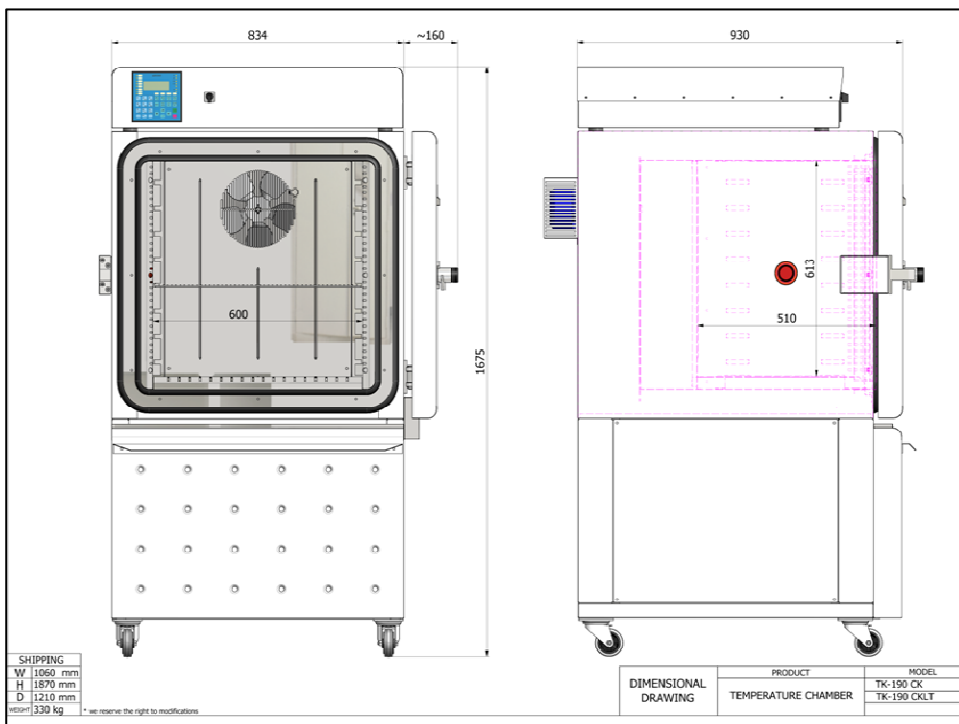 834
~160
930
600
1675
613
510
SHIPPING
W 1060 mm
H 1870 mm
D 1210 mm
WEIGHT 330 kg
* we reserve the right to modifications
DIMENSIONAL DRAWING
PRODUCT
TEMPERATURE CHAMBER
MODEL
TK-190 CK
TK-190 CKLT